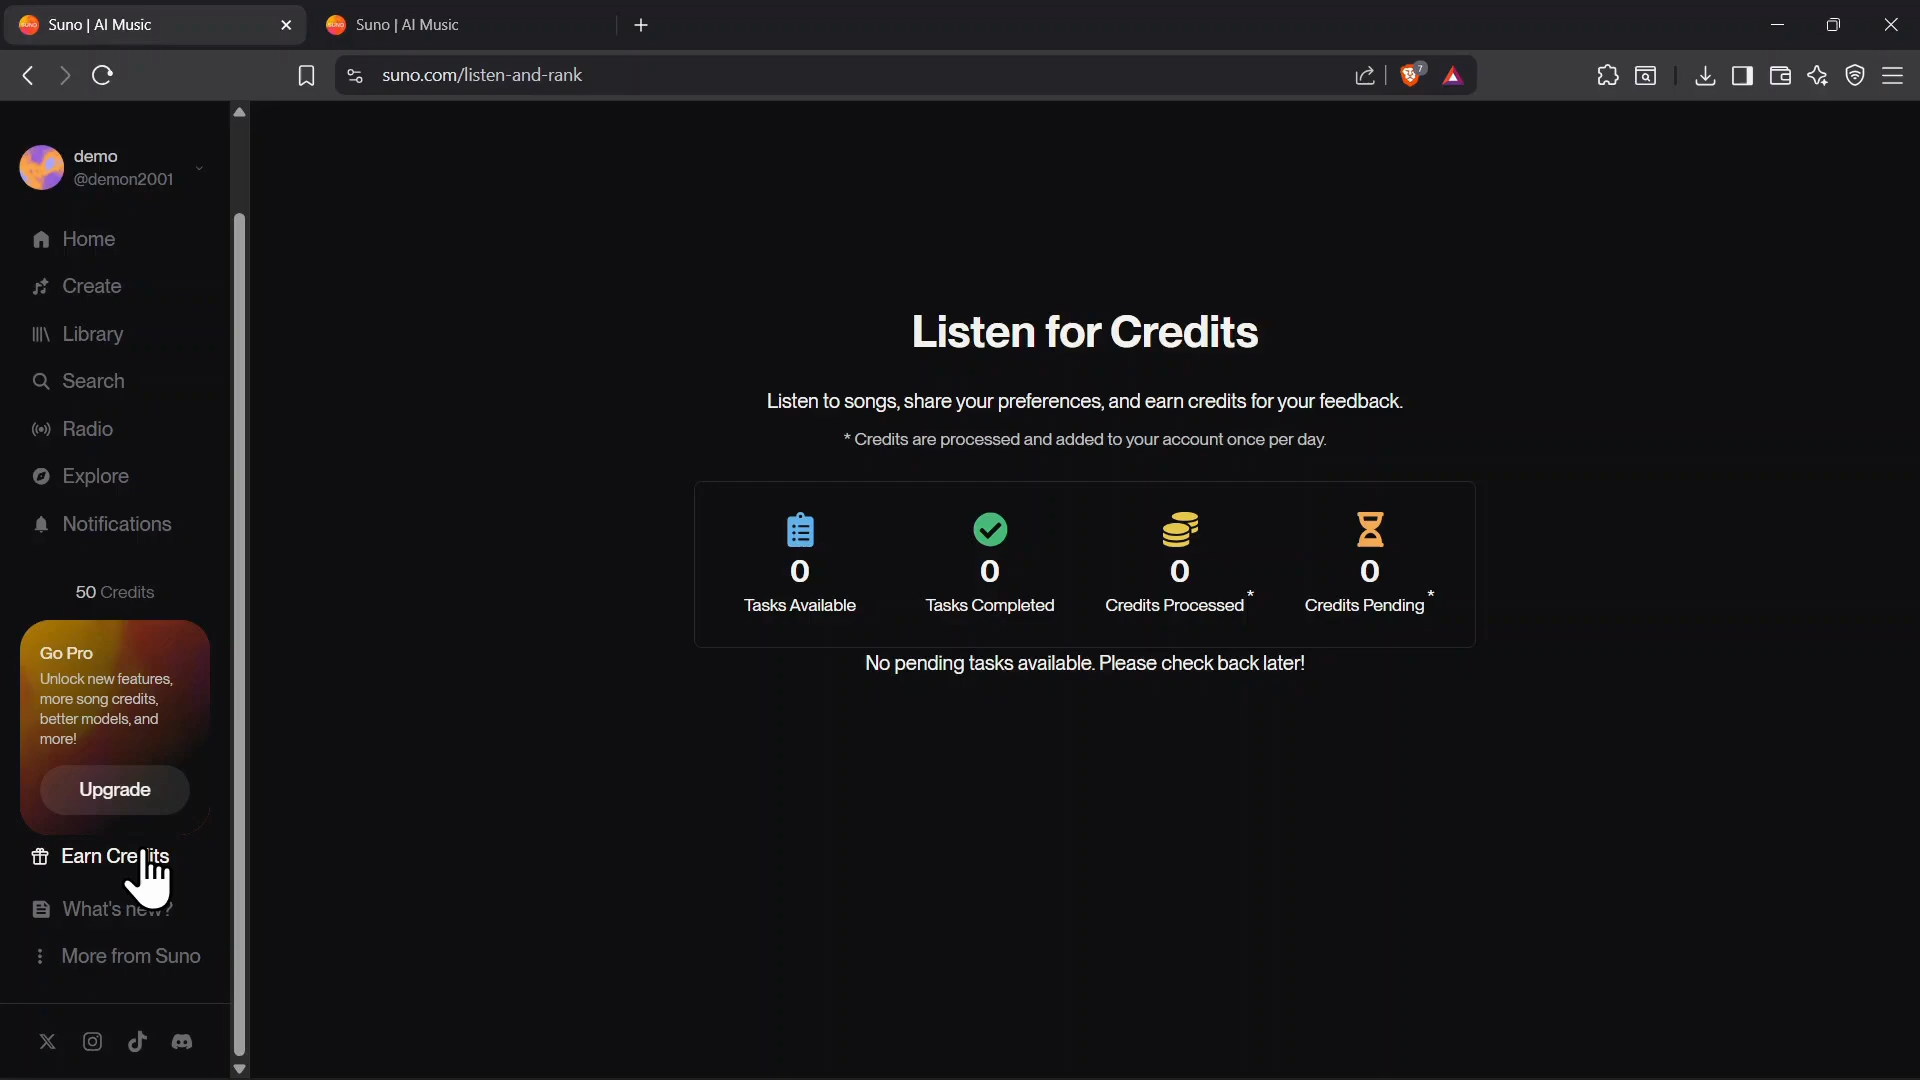 Suno | AI Music
Suno | AI Music
suno.com/listen-and-rank
7
demo
@demon2001
Home
Create
Library
Search
Radio
Explore
Notifications
50 Credits
Go Pro
Unlock new features,
more song credits,
better models, and
more!
Upgrade
Earn Credits
What's new?
More from Suno
Listen for Credits
Listen to songs, share your preferences, and earn credits for your feedback.
* Credits are processed and added to your account once per day.
0
Tasks Available
0
Tasks Completed
0
Credits Processed *
0
Credits Pending *
No pending tasks available. Please check back later!